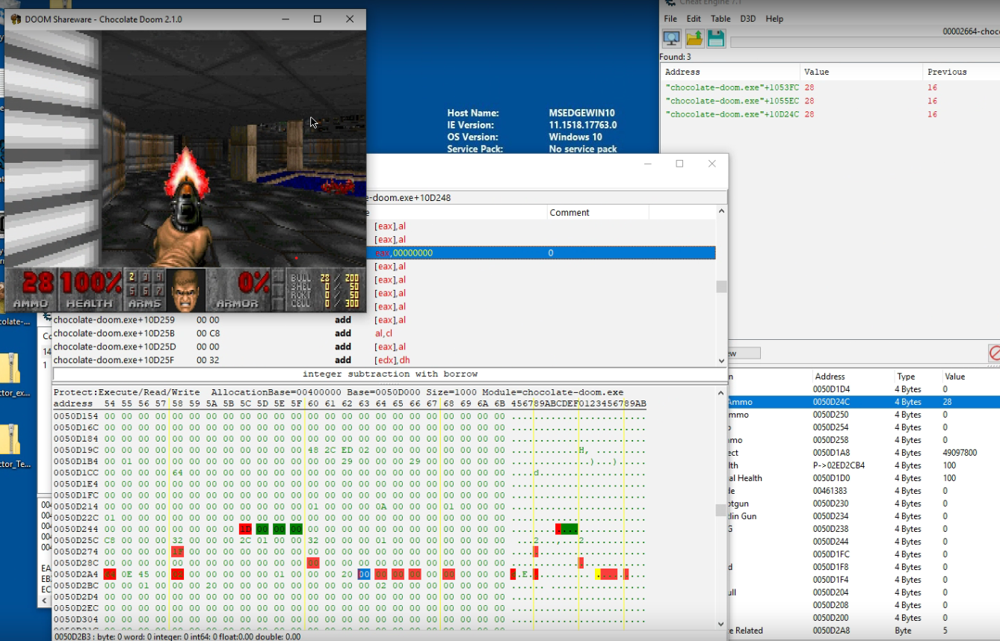 DOOM Shareware - Chocolate Doom 2.1.0
28 100% 2 3 4 0% BULL 28 / 200
SHEL 0 / 50
5 6 7 RCKT 0 / 50
AMMO HEALTH ARMS ARMOR CELL 0 / 300
Host Name: MSEDGEWIN10
IE Version: 11.1518.17763.0
OS Version: Windows 10
Service Pack: No service pack
Cheat Engine 7.1
File Edit Table D3D Help
00002664-choc
Found: 3
Address Value Previous
"chocolate-doom.exe"+1053FC 28 16
"chocolate-doom.exe"+1055EC 28 16
"chocolate-doom.exe"+10D24C 28 16
e-doom.exe+10D248
Comment
[eax],al
[eax],al
eax,00000000 0
[eax],al
[eax],al
[eax],al
[eax],al
chocolate-doom.exe+10D259 00 00 add [eax],al
chocolate-doom.exe+10D25B 00 C8 add al,cl
chocolate-doom.exe+10D25D 00 00 add [eax],al
chocolate-doom.exe+10D25F 00 32 add [edx],dh
integer subtraction with borrow
Protect:Execute/Read/Write AllocationBase=00400000 Base=0050D000 Size=1000 Module=chocolate-doom.exe
address 54 55 56 57 58 59 5A 5B 5C 5D 5E 5F 60 61 62 63 64 65 66 67 68 69 6A 6B 456789ABCDEF0123456789AB
0050D154 00 00 00 00 00 00 00 00 00 00 00 00 00 00 00 00 00 00 00 00 00 00 00 00 ........................
0050D16C 00 00 00 00 00 00 00 00 00 00 00 00 00 00 00 00 00 00 00 00 00 00 00 00 ........................
0050D184 00 00 00 00 00 00 00 00 00 00 00 00 00 00 00 00 00 00 00 00 00 00 00 00 ........................
0050D19C 00 00 00 00 00 00 00 00 00 00 00 00 48 2C ED 02 00 00 00 00 00 00 00 00 ............H,
0050D1B4 00 01 00 00 00 00 00 00 00 00 00 00 00 00 29 00 00 00 29 00 00 00 00 00 ..............)...).....
0050D1CC 00 00 00 00 64 00 00 00 00 00 00 00 00 00 00 00 00 00 00 00 00 00 00 00 ....d...................
0050D1E4 00 00 00 00 00 00 00 00 00 00 00 00 00 00 00 00 00 00 00 00 00 00 00 00 ........................
0050D1FC 00 00 00 00 00 00 00 00 00 00 00 00 00 00 00 00 00 00 00 00 00 00 00 00 ........................
0050D214 00 00 00 00 00 00 00 00 00 00 00 00 01 00 00 00 0A 00 00 00 01 00 00 00 ........................
0050D22C 01 00 00 00 00 00 00 00 00 00 00 00 00 00 00 00 00 00 00 00 00 00 00 00 ........................
0050D244 00 00 00 00 00 00 00 00 1D 00 00 00 00 00 00 00 00 00 00 00 00 00 00 00 ........................
0050D25C C8 00 00 00 32 00 00 00 2C 01 00 00 32 00 00 00 01 00 00 00 00 00 00 00 ....2...,...2...........
0050D274 00 00 00 00 1F 00 00 00 00 00 00 00 00 00 00 00 00 00 00 00 00 00 00 00
0050D28C 00 00 00 00 00 00 00 00 00 00 00 00 00 00 00 00 00 00 00 00 00 00 00 00
0050D2A4 0E 45 00 00 00 00 00 01 00 00 00 20 00 00 00 00 00 00 00 00 00
0050D2BC 00 00 01 00 00 00 20 00 00 00 00 00 00 00 00 00 02 00 00 00 00 00 00 00
0050D2D4 00 00 00 00 00 00 00 00 00 00 00 00 00 00 00 00 00 00 00 00 00 00 00 00 ........................
0050D2EC 00 00 00 00 00 00 00 00 00 00 00 00 00 00 00 00 00 00 00 00 00 00 00 00 ........................
0050D304 00 00 00 00 00 00 00 00 00 00 00 00 00 00 00 00 00 00 00 00 00 00 00 00 ........................
0050D2B3 : byte: 0 word: 0 integer: 0 int64: 0 float:0.00 double: 0.00
Address Type Value
0050D1D4 4 Bytes 0
Ammo 0050D24C 4 Bytes 28
mmo 0050D250 4 Bytes 0
0050D254 4 Bytes 0
mo 0050D258 4 Bytes 0
ect 0050D1A8 4 Bytes 49097800
lth P->02ED2CB4 4 Bytes 100
al Health 0050D1D0 4 Bytes 100
de 00461383 4 Bytes 0
otgun 0050D230 4 Bytes 0
lin Gun 0050D234 4 Bytes 0
G 0050D238 4 Bytes 0
0050D244 4 Bytes 0
0050D1FC 4 Bytes 0
d 0050D1F8 4 Bytes 0
0050D1F4 4 Bytes 0
ull 0050D204 4 Bytes 0
0050D208 4 Bytes 0
0050D200 4 Bytes 0
e Related 0050D2A8 Byte 5
olate-...
tor_ex...
ctor_Te...